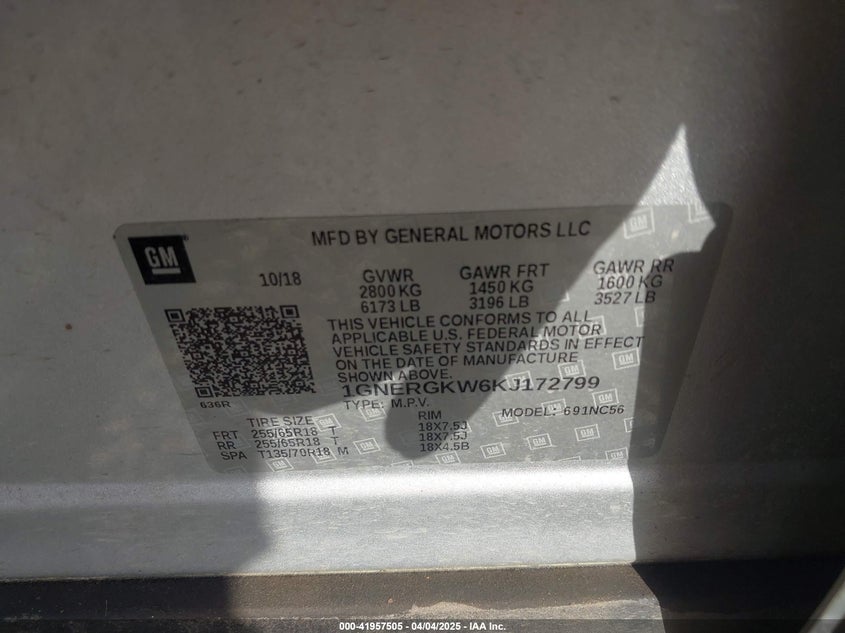 GM
MFD BY GENERAL MOTORS LLC
10/18 GVWR GAWR FRT GAWR RR
2800 KG 1450 KG 1600 KG
6173 LB 3196 LB 3527 LB
THIS VEHICLE CONFORMS TO ALL
APPLICABLE U.S. FEDERAL MOTOR
VEHICLE SAFETY STANDARDS IN EFFECT
ON THE DATE OF MANUFACTURE
SHOWN ABOVE.
1GNERGKW6KJ172799
636R TYPE: M.P.V. MODEL: 691NC56
TIRE SIZE RIM
FRT 255/65R18 T 18X7.5J
RR 255/65R18 T 18X7.5J
SPA T135/70R18 M 18X4.5B
000-41957505 - 04/04/2025 - IAA Inc.